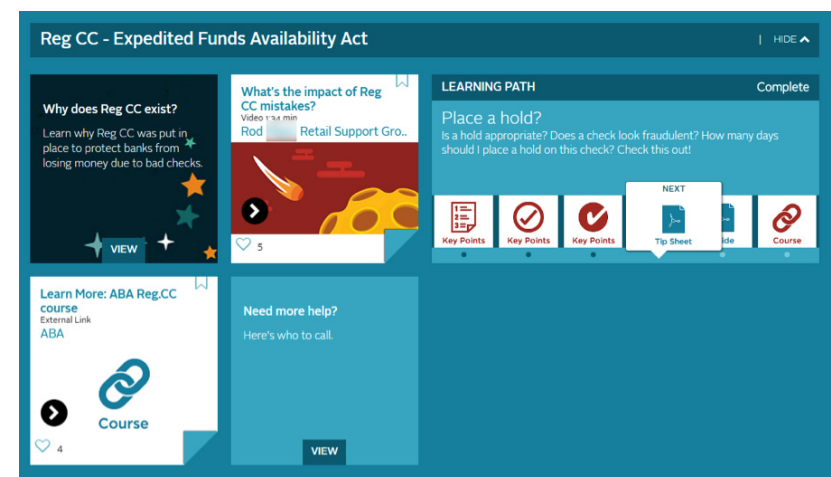 Reg CC - Expedited Funds Availability Act
| HIDE
Why does Reg CC exist?
Learn why Reg CC was put in
place to protect banks from
losing money due to bad checks.
VIEW
What's the impact of Reg
CC mistakes?
Video 1:34 min
Rod Retail Support Gro..
5
LEARNING PATH
Complete
Place a hold?
Is a hold appropriate? Does a check look fraudulent? How many days
should I place a hold on this check? Check this out!
NEXT
Key Points
Key Points
Key Points
Tip Sheet
ide
Course
Learn More: ABA Reg.CC
course
External Link
ABA
Course
4
Need more help?
Here's who to call.
VIEW